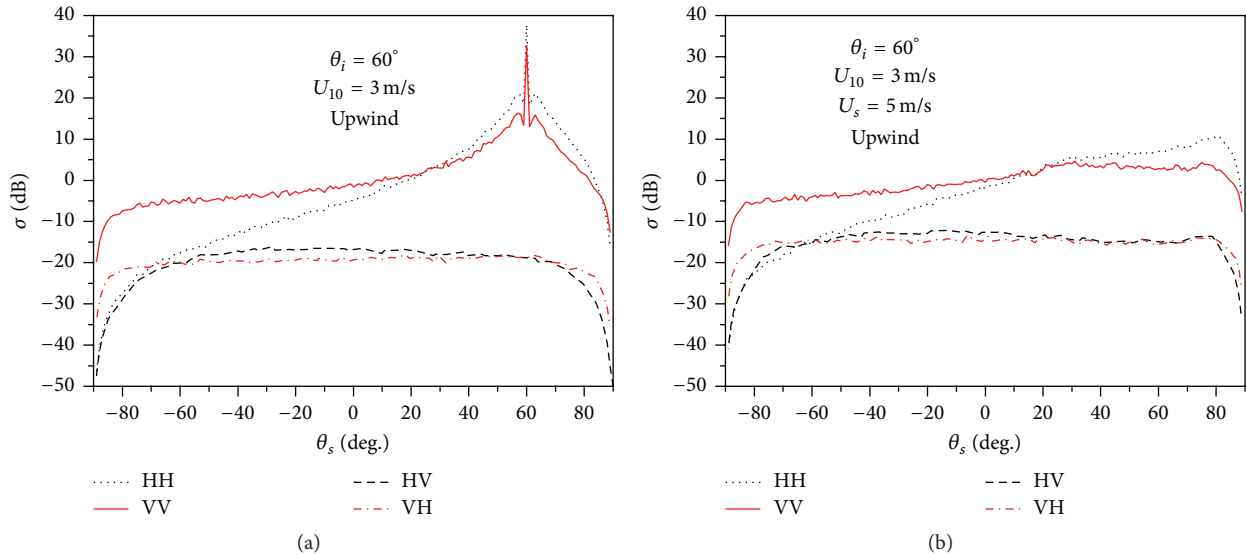 40
30
20
10
0
−10
−20
−30
−40
−50
σ (dB)
θi = 60°
U10 = 3 m/s
Upwind
−80 −60 −40 −20 0 20 40 60 80
θs (deg.)
HH HV
VV VH
(a)
40
30
20
10
0
−10
−20
−30
−40
−50
σ (dB)
θi = 60°
U10 = 3 m/s
Us = 5 m/s
Upwind
−80 −60 −40 −20 0 20 40 60 80
θs (deg.)
HH HV
VV VH
(b)